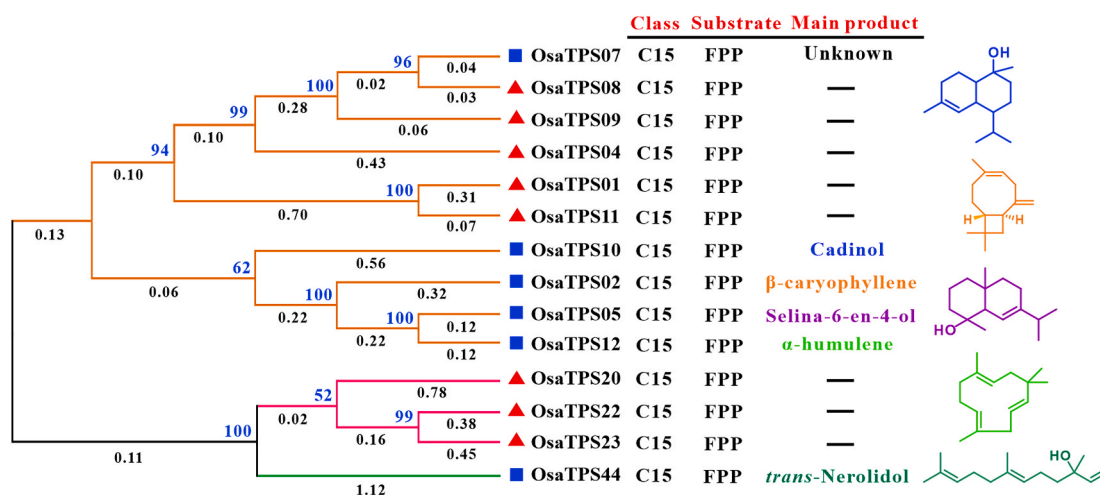 Class Substrate Main product
96 OsaTPS07 C15 FPP Unknown OH
0.04
100 0.02 OsaTPS08 C15 FPP —
0.03
99 0.28 OsaTPS09 C15 FPP —
0.06
94 0.10 OsaTPS04 C15 FPP —
0.43
0.10 100 OsaTPS01 C15 FPP —
0.31
0.70 OsaTPS11 C15 FPP — H H
0.07
0.13
62 OsaTPS10 C15 FPP Cadinol
0.56
0.06 100 OsaTPS02 C15 FPP β-caryophyllene
0.32
0.22 100 OsaTPS05 C15 FPP Selina-6-en-4-ol HO
0.12
0.22 OsaTPS12 C15 FPP α-humulene
0.12
52 OsaTPS20 C15 FPP —
0.78
0.02 99 OsaTPS22 C15 FPP —
0.38
100 0.16 OsaTPS23 C15 FPP —
0.45
0.11 OsaTPS44 C15 FPP trans-Nerolidol HO
1.12